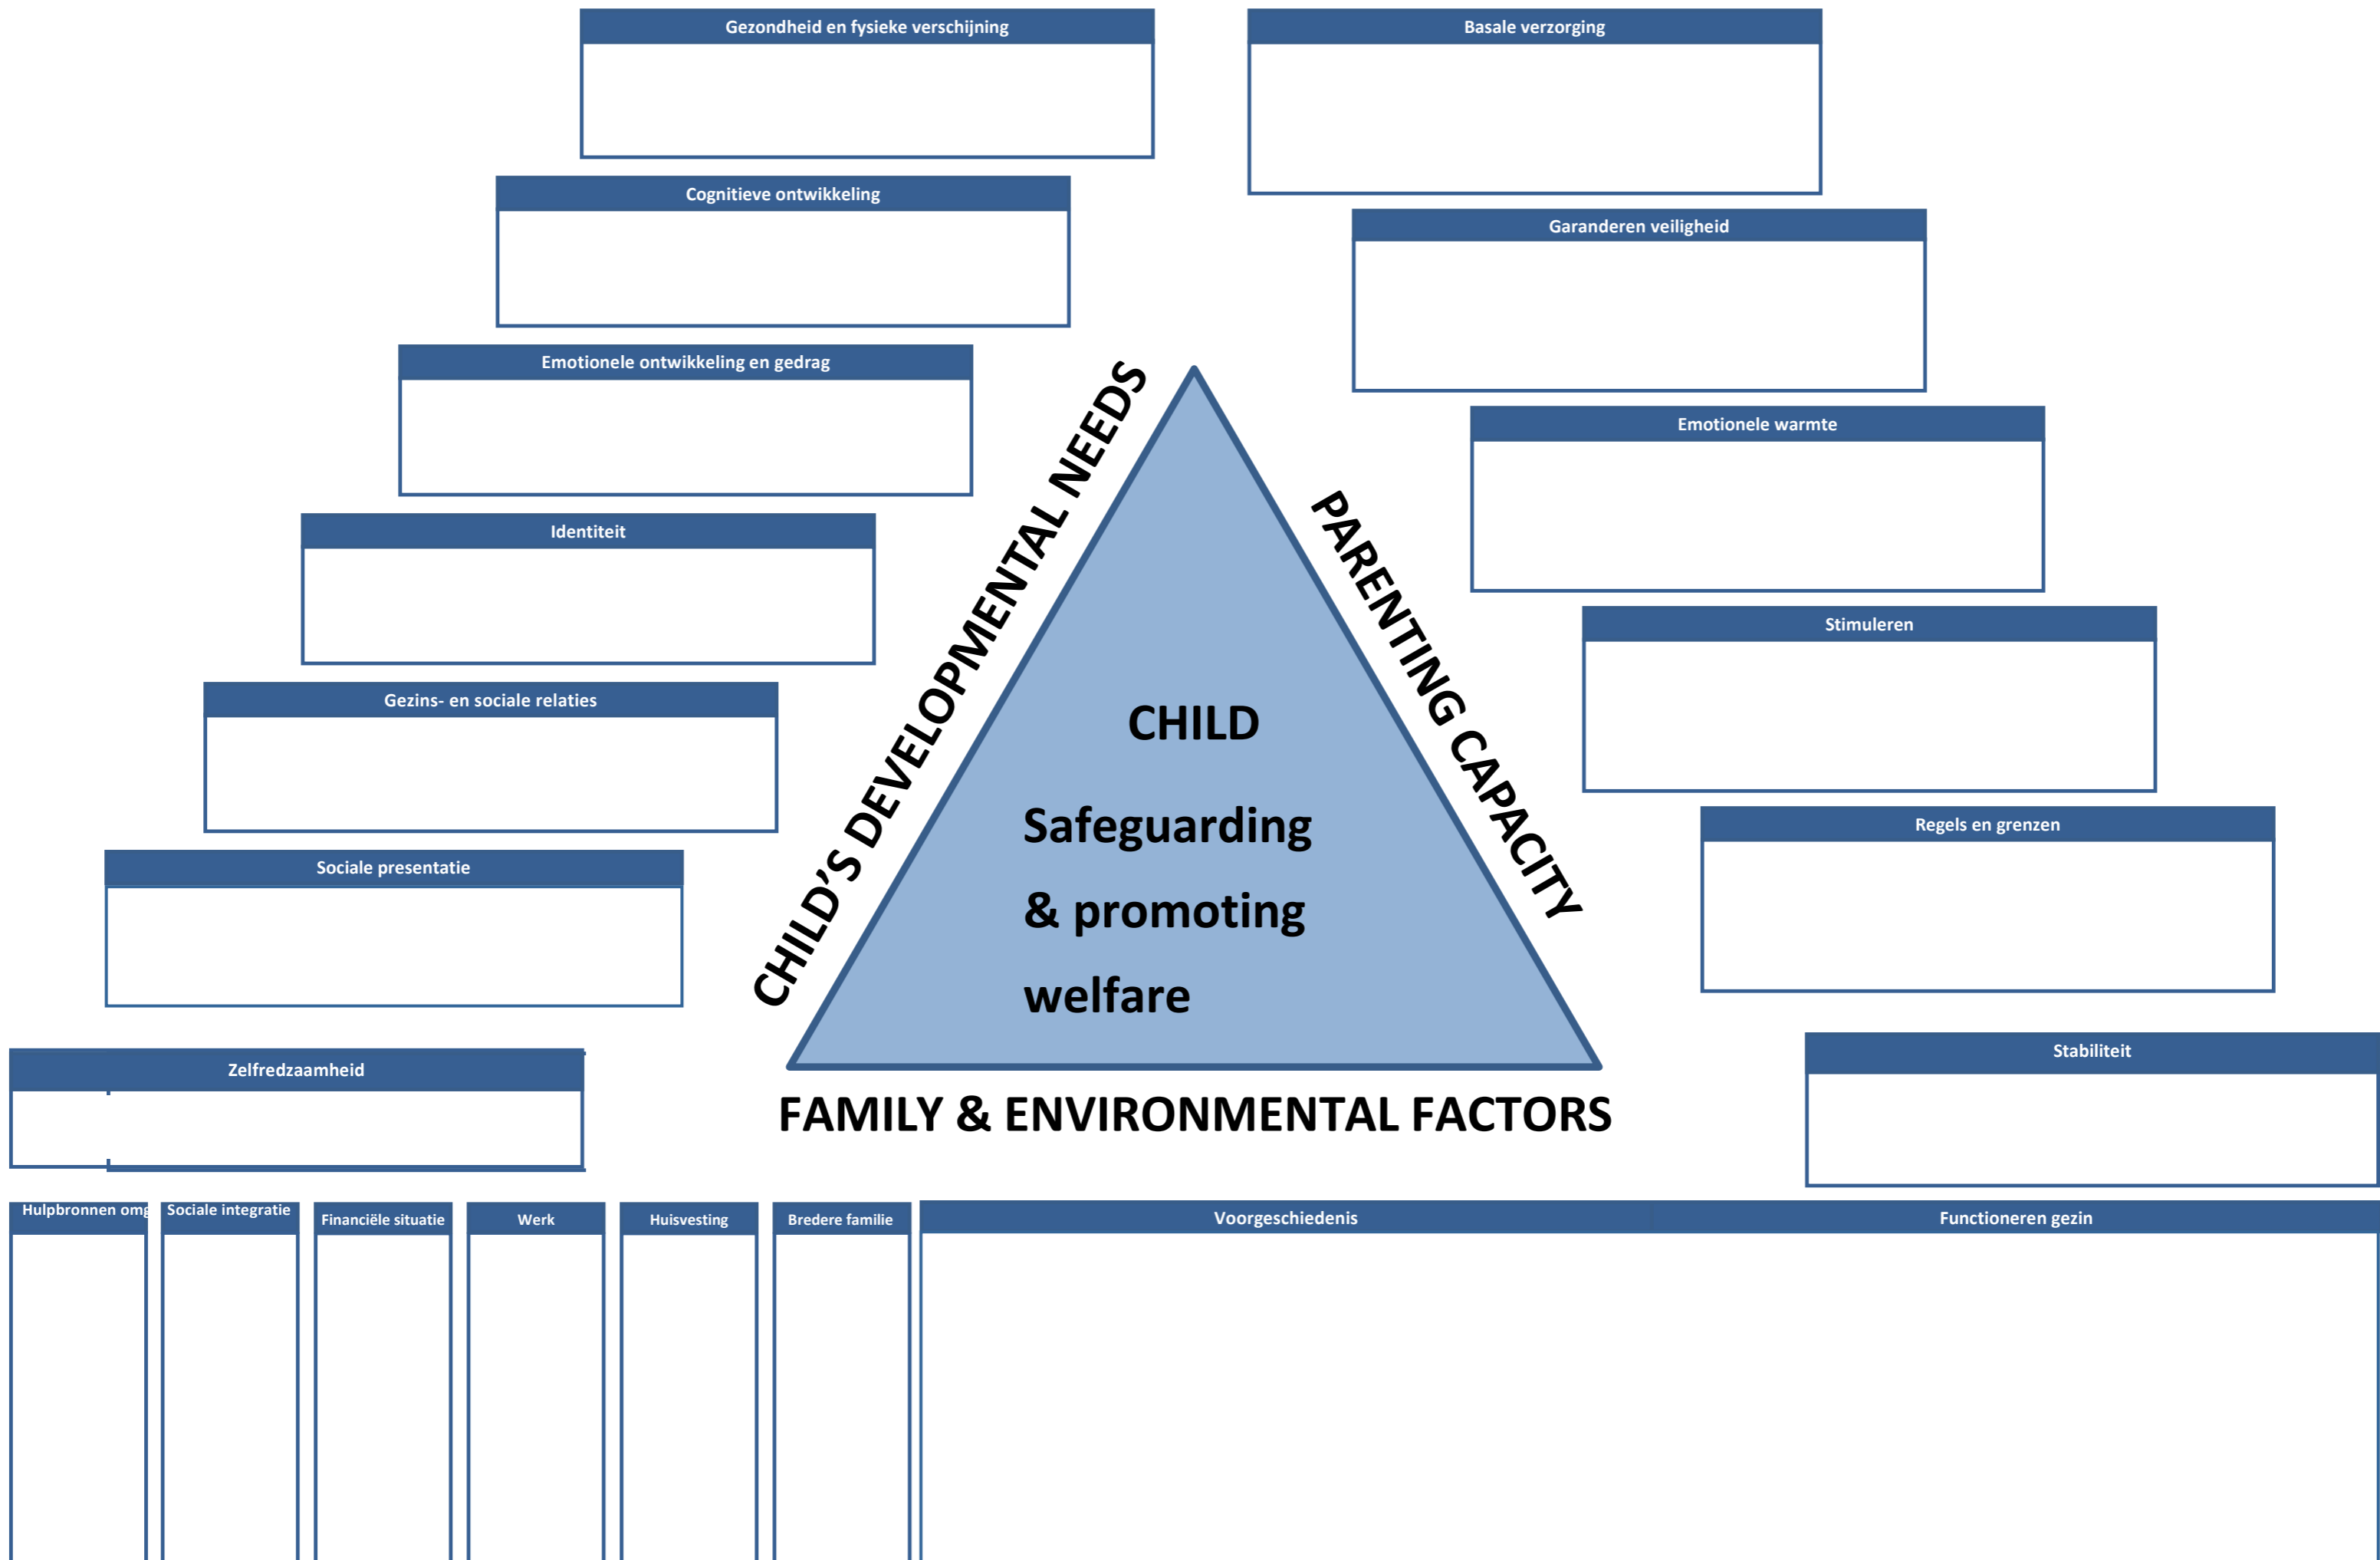 Gezondheid en fysieke verschijning
Basale verzorging
Cognitieve ontwikkeling
Garanderen veiligheid
Emotionele ontwikkeling en gedrag
Emotionele warmte
Identiteit
Stimuleren
Gezins- en sociale relaties
Regels en grenzen
Sociale presentatie
Stabiliteit
Zelfredzaamheid
CHILD'S DEVELOPMENTAL NEEDS
PARENTING CAPACITY
CHILD
Safeguarding
& promoting
welfare
FAMILY & ENVIRONMENTAL FACTORS
Hulpbronnen omg
Sociale integratie
Financiële situatie
Werk
Huisvesting
Bredere familie
Voorgeschiedenis
Functioneren gezin